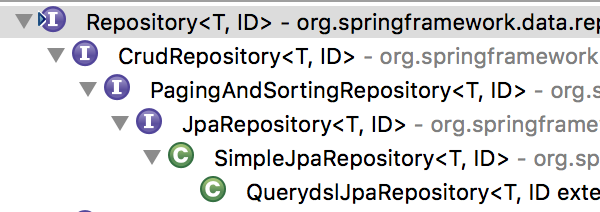 Repository<T, ID> - org.springframework.data.rep
CrudRepository<T, ID> - org.springframework
PagingAndSortingRepository<T, ID> - org.s
JpaRepository<T, ID> - org.springframe
SimpleJpaRepository<T, ID> - org.sp
QuerydslJpaRepository<T, ID exte